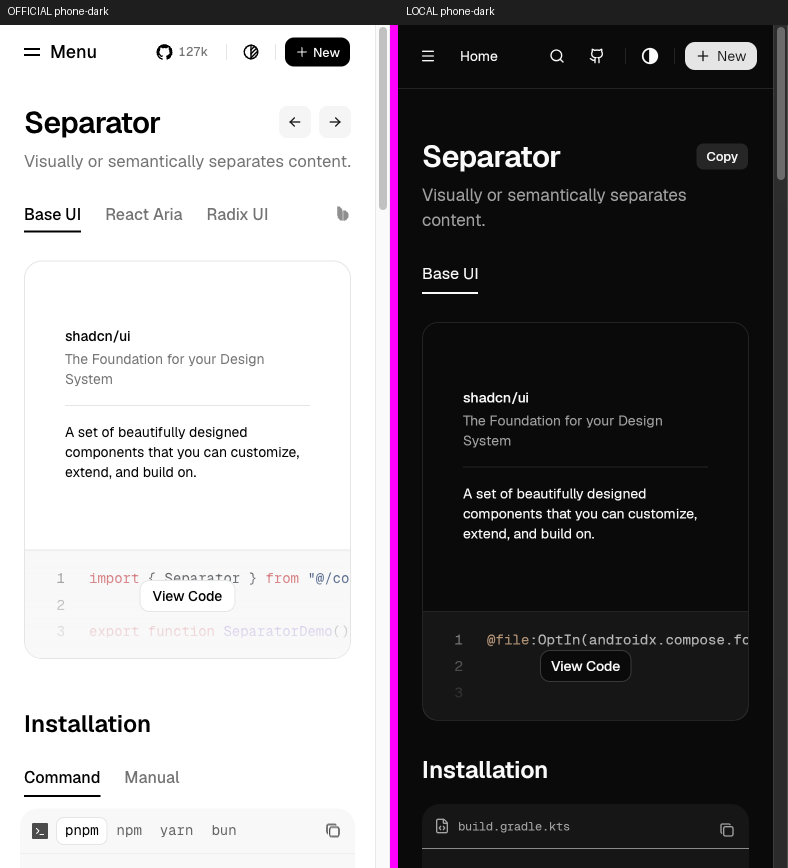 OFFICIAL phone-dark
Menu
127k
New
Separator
Visually or semantically separates content.
Base UI
React Aria
Radix UI
shadcn/ui
The Foundation for your Design
System
A set of beautifully designed
components that you can customize,
extend, and build on.
1 import { Separator } from "@/co
2
View Code
3 export function SeparatorDemo()
Installation
Command
Manual
pnpm
npm
yarn
bun
LOCAL phone-dark
Home
New
Separator
Copy
Visually or semantically separates
content.
Base UI
shadcn/ui
The Foundation for your Design
System
A set of beautifully designed
components that you can customize,
extend, and build on.
1 @file:OptIn(androidx.compose.fo
2
View Code
3
Installation
build.gradle.kts